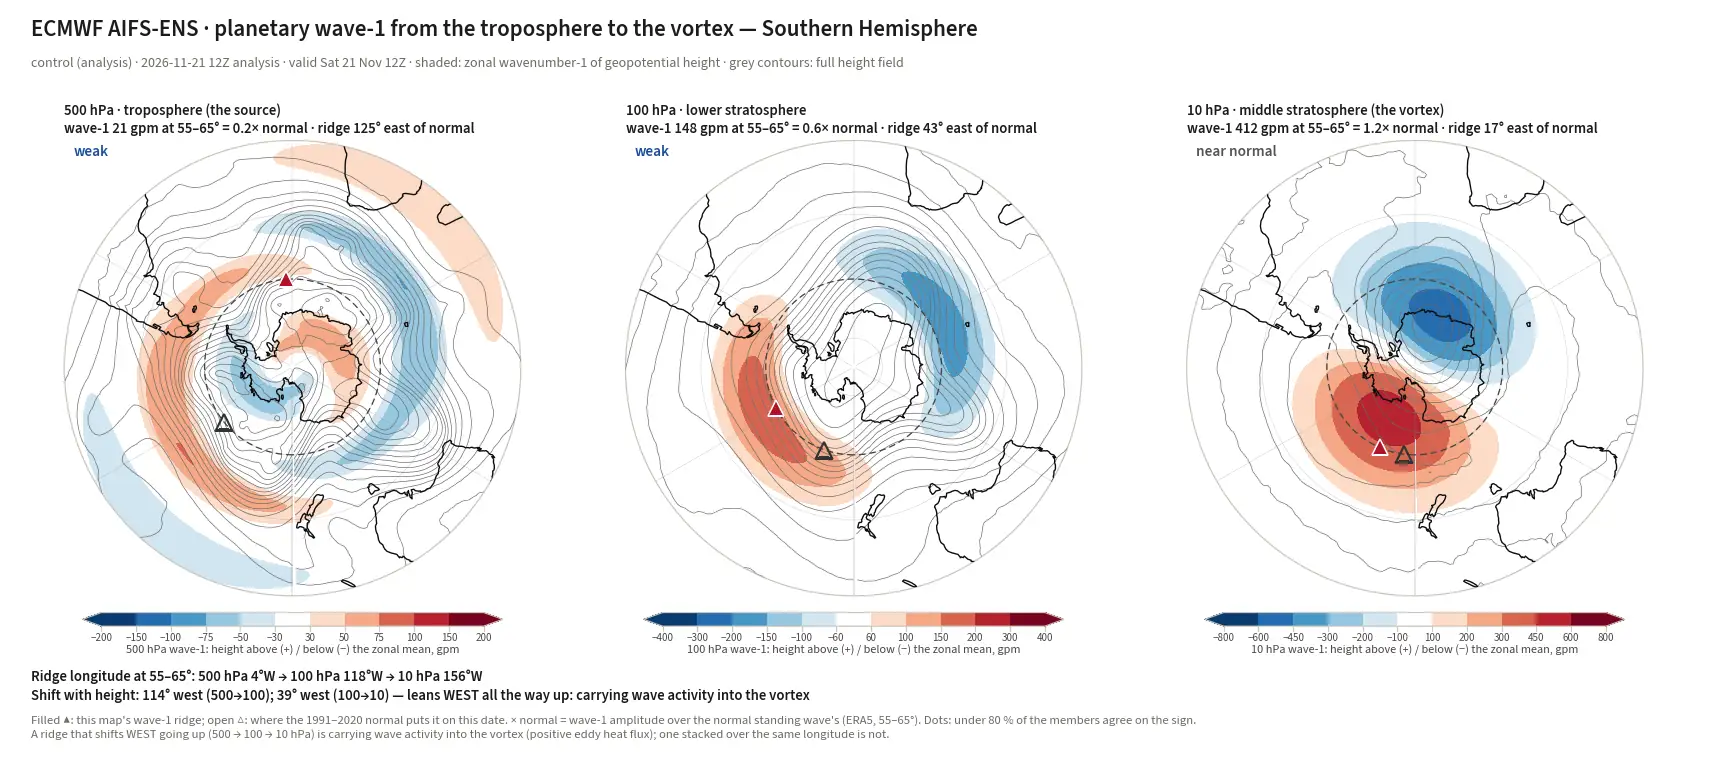 ECMWF AIFS-ENS · planetary wave-1 from the troposphere to the vortex — Southern Hemisphere
control (analysis) · 2026-11-21 12Z analysis · valid Sat 21 Nov 12Z · shaded: zonal wavenumber-1 of geopotential height · grey contours: full height field
500 hPa · troposphere (the source)
wave-1 21 gpm at 55–65° = 0.2× normal · ridge 125° east of normal
weak
100 hPa · lower stratosphere
wave-1 148 gpm at 55–65° = 0.6× normal · ridge 43° east of normal
weak
10 hPa · middle stratosphere (the vortex)
wave-1 412 gpm at 55–65° = 1.2× normal · ridge 17° east of normal
near normal
−200 −150 −100 −75 −50 −30 30 50 75 100 150 200
500 hPa wave-1: height above (+) / below (−) the zonal mean, gpm
−400 −300 −200 −150 −100 −60 60 100 150 200 300 400
100 hPa wave-1: height above (+) / below (−) the zonal mean, gpm
−800 −600 −450 −300 −200 −100 100 200 300 450 600 800
10 hPa wave-1: height above (+) / below (−) the zonal mean, gpm
Ridge longitude at 55–65°: 500 hPa 4°W → 100 hPa 118°W → 10 hPa 156°W
Shift with height: 114° west (500→100); 39° west (100→10) — leans WEST all the way up: carrying wave activity into the vortex
Filled ▲: this map's wave-1 ridge; open △: where the 1991–2020 normal puts it on this date. × normal = wave-1 amplitude over the normal standing wave's (ERA5, 55–65°). Dots: under 80 % of the members agree on the sign.
A ridge that shifts WEST going up (500 → 100 → 10 hPa) is carrying wave activity into the vortex (positive eddy heat flux); one stacked over the same longitude is not.